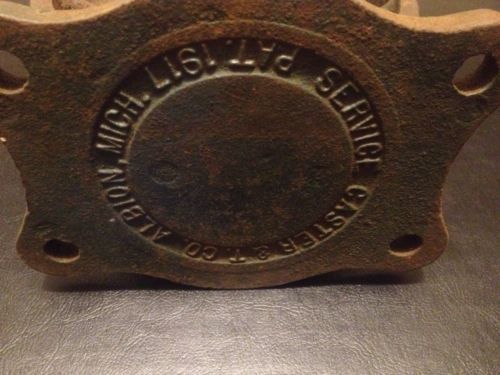 SERVICE CASTER & T. CO. ALBION, MICH. PAT. 1917